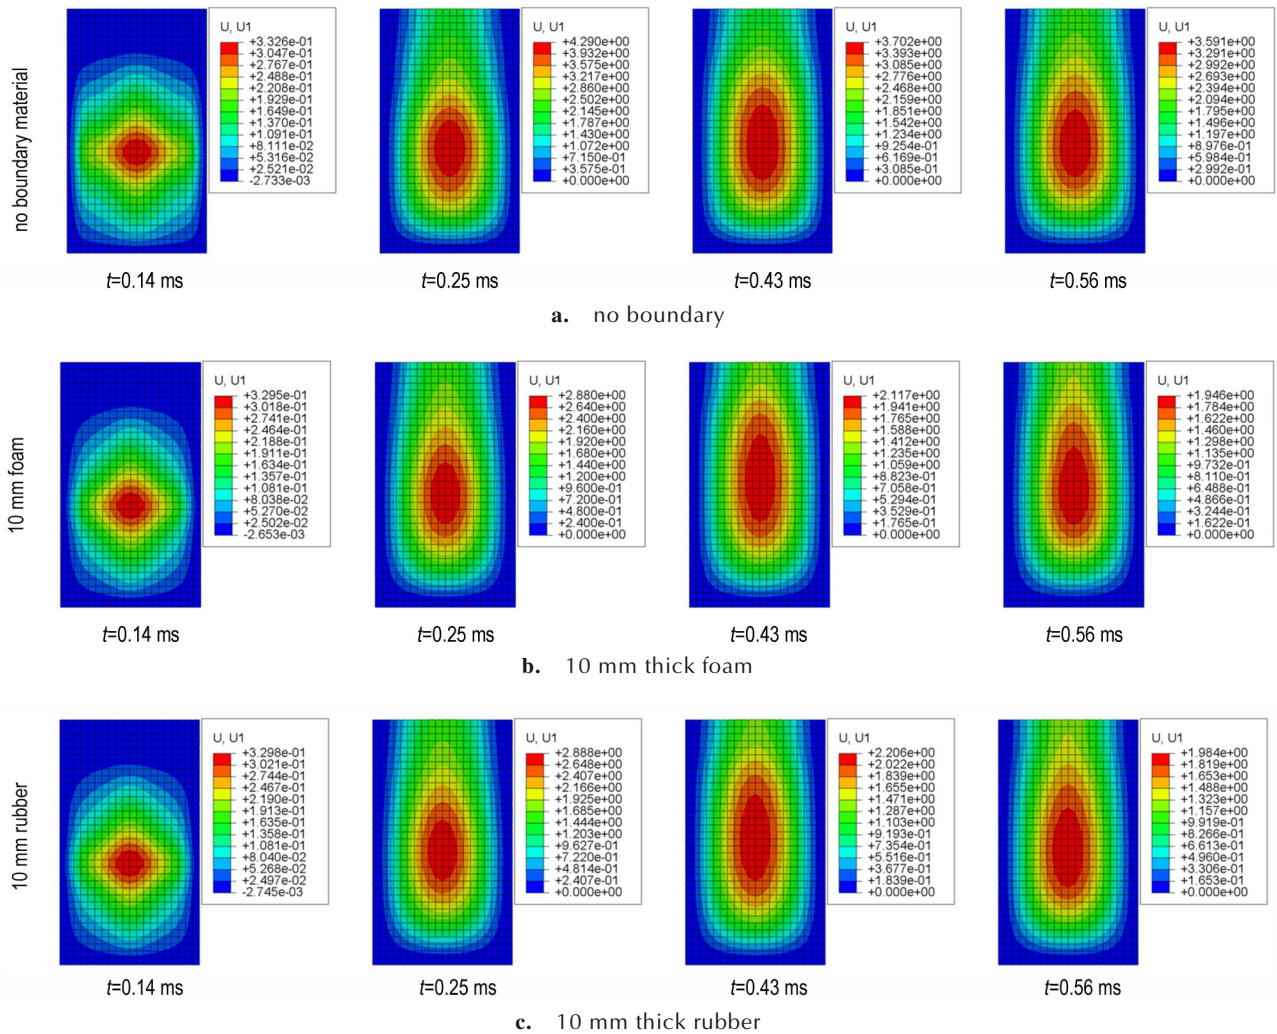 no boundary material
U, U1
+3.326e-01
+3.047e-01
+2.767e-01
+2.488e-01
+2.208e-01
+1.929e-01
+1.649e-01
+1.370e-01
+1.091e-01
+8.111e-02
+5.316e-02
+2.521e-02
-2.733e-03
U, U1
+4.290e+00
+3.932e+00
+3.575e+00
+3.217e+00
+2.860e+00
+2.502e+00
+2.145e+00
+1.787e+00
+1.430e+00
+1.072e+00
+7.150e-01
+3.575e-01
+0.000e+00
U, U1
+3.702e+00
+3.393e+00
+3.085e+00
+2.776e+00
+2.468e+00
+2.159e+00
+1.851e+00
+1.542e+00
+1.234e+00
+9.254e-01
+6.169e-01
+3.085e-01
+0.000e+00
U, U1
+3.591e+00
+3.291e+00
+2.992e+00
+2.693e+00
+2.394e+00
+2.094e+00
+1.795e+00
+1.496e+00
+1.197e+00
+8.976e-01
+5.984e-01
+2.992e-01
+0.000e+00
t=0.14 ms
t=0.25 ms
t=0.43 ms
t=0.56 ms
a. no boundary
10 mm foam
U, U1
+3.295e-01
+3.018e-01
+2.741e-01
+2.464e-01
+2.188e-01
+1.911e-01
+1.634e-01
+1.357e-01
+1.081e-01
+8.038e-02
+5.270e-02
+2.502e-02
-2.653e-03
U, U1
+2.880e+00
+2.640e+00
+2.400e+00
+2.160e+00
+1.920e+00
+1.680e+00
+1.440e+00
+1.200e+00
+9.600e-01
+7.200e-01
+4.800e-01
+2.400e-01
+0.000e+00
U, U1
+2.117e+00
+1.941e+00
+1.765e+00
+1.588e+00
+1.412e+00
+1.235e+00
+1.059e+00
+8.823e-01
+7.058e-01
+5.294e-01
+3.529e-01
+1.765e-01
+0.000e+00
U, U1
+1.946e+00
+1.784e+00
+1.622e+00
+1.460e+00
+1.298e+00
+1.135e+00
+9.732e-01
+8.110e-01
+6.488e-01
+4.866e-01
+3.244e-01
+1.622e-01
+0.000e+00
t=0.14 ms
t=0.25 ms
t=0.43 ms
t=0.56 ms
b. 10 mm thick foam
10 mm rubber
U, U1
+3.298e-01
+3.021e-01
+2.744e-01
+2.467e-01
+2.190e-01
+1.913e-01
+1.635e-01
+1.358e-01
+1.081e-01
+8.040e-02
+5.268e-02
+2.497e-02
-2.745e-03
U, U1
+2.888e+00
+2.648e+00
+2.407e+00
+2.166e+00
+1.925e+00
+1.685e+00
+1.444e+00
+1.203e+00
+9.627e-01
+7.220e-01
+4.814e-01
+2.407e-01
+0.000e+00
U, U1
+2.206e+00
+2.022e+00
+1.839e+00
+1.655e+00
+1.471e+00
+1.287e+00
+1.103e+00
+9.193e-01
+7.354e-01
+5.516e-01
+3.677e-01
+1.839e-01
+0.000e+00
U, U1
+1.984e+00
+1.819e+00
+1.653e+00
+1.488e+00
+1.323e+00
+1.157e+00
+9.919e-01
+8.266e-01
+6.613e-01
+4.960e-01
+3.306e-01
+1.653e-01
+0.000e+00
t=0.14 ms
t=0.25 ms
t=0.43 ms
t=0.56 ms
c. 10 mm thick rubber